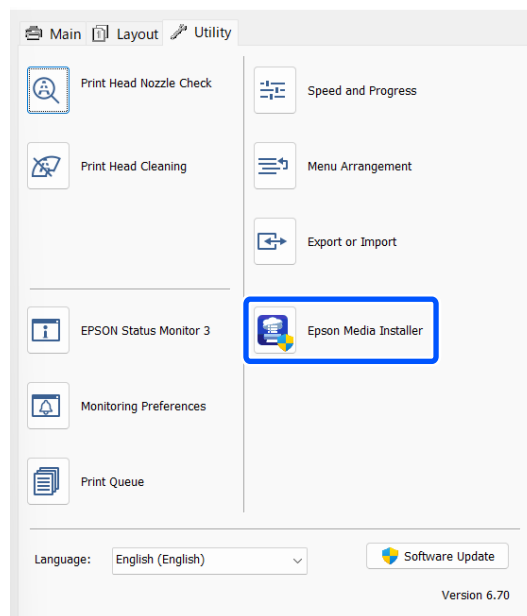 Main
Layout
Utility
Print Head Nozzle Check
Speed and Progress
Print Head Cleaning
Menu Arrangement
Export or Import
EPSON Status Monitor 3
Epson Media Installer
Monitoring Preferences
Print Queue
Language:
English (English)
Software Update
Version 6.70